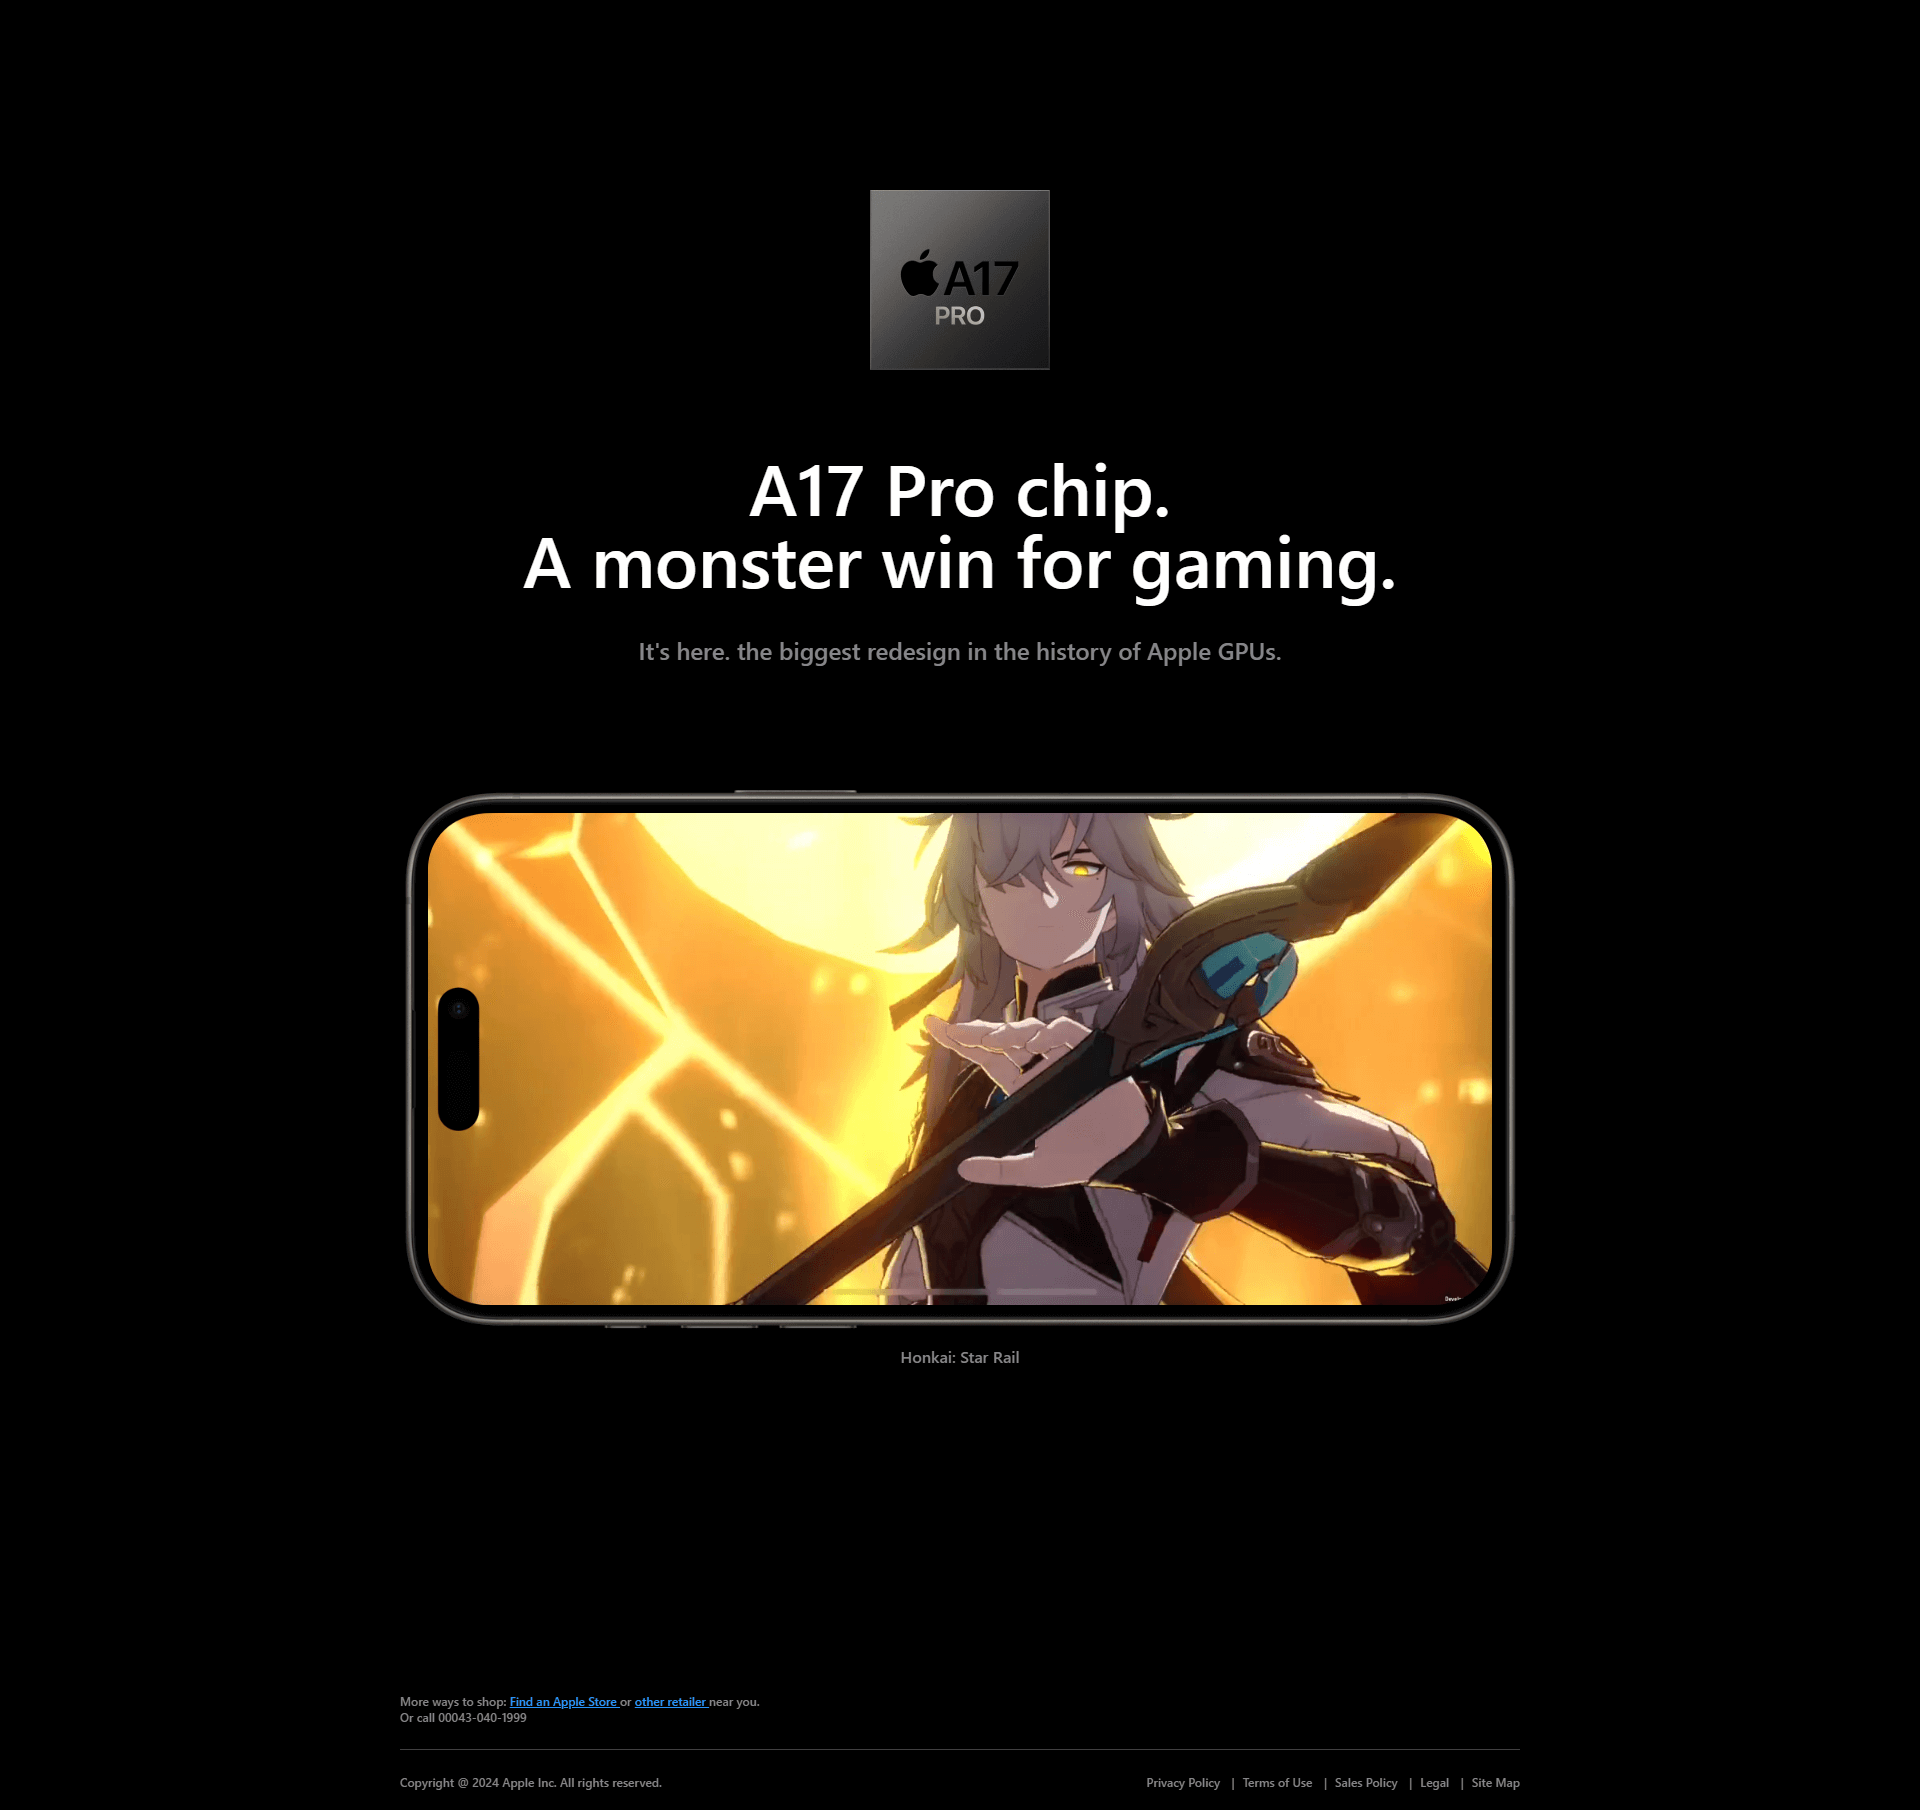 A17
PRO
A17 Pro chip.
A monster win for gaming.
It's here. the biggest redesign in the history of Apple GPUs.
Honkai: Star Rail
More ways to shop: Find an Apple Store or other retailer near you.
Or call 00043-040-1999
Copyright @ 2024 Apple Inc. All rights reserved.
Privacy Policy | Terms of Use | Sales Policy | Legal | Site Map